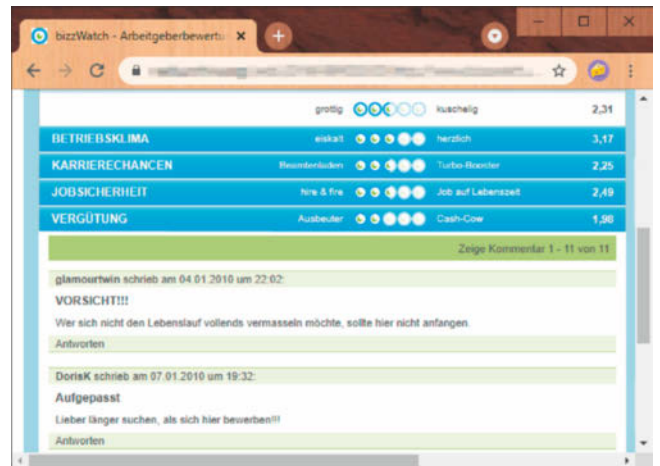 bizzWatch - Arbeitgeberbewert
grottig kuschelig 2,31
BETRIEBSKLIMA eiskalt herzlich 3,17
KARRIERECHANCEN Beamtenladen Turbo-Booster 2,25
JOBSICHERHEIT hire & fire Job auf Lebenszeit 2,49
VERGÜTUNG Ausbeuter Cash-Cow 1,98
Zeige Kommentar 1 - 11 von 11
glamourtwin schrieb am 04.01.2010 um 22:02:
VORSICHT!!!
Wer sich nicht den Lebenslauf vollends vermasseln möchte, sollte hier nicht anfangen.
Antworten
DorisK schrieb am 07.01.2010 um 19:32:
Aufgepasst
Lieber länger suchen, als sich hier bewerben!!!
Antworten